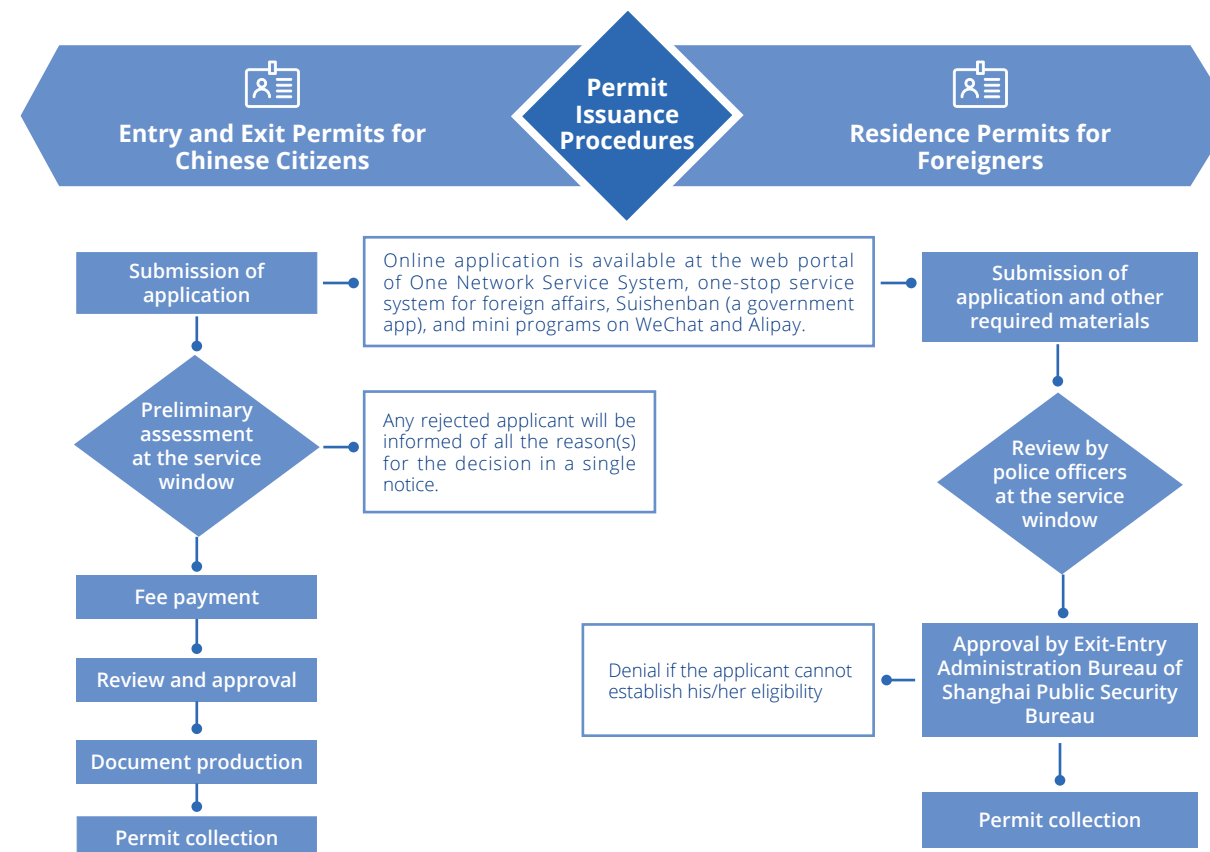 Permit
Issuance
Procedures
Entry and Exit Permits for
Chinese Citizens
Residence Permits for
Foreigners
Submission of
application
Online application is available at the web portal
of One Network Service System, one-stop service
system for foreign affairs, Suishenban (a government
app), and mini programs on WeChat and Alipay.
Submission of
application and other
required materials
Preliminary
assessment
at the service
window
Any rejected applicant will be
informed of all the reason(s)
for the decision in a single
notice.
Review by
police officers
at the service
window
Fee payment
Review and approval
Document production
Permit collection
Denial if the applicant cannot
establish his/her eligibility
Approval by Exit-Entry
Administration Bureau of
Shanghai Public Security
Bureau
Permit collection